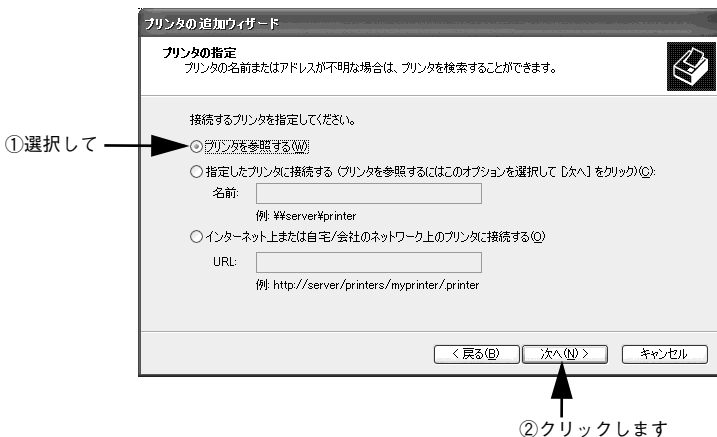 プリンタの追加ウィザード
プリンタの指定
プリンタの名前またはアドレスが不明な場合は、プリンタを検索することができます。
接続するプリンタを指定してください。
①選択して
プリンタを参照する(W)
指定したプリンタに接続する (プリンタを参照するにはこのオプションを選択して [次へ] をクリック)(C):
名前:
例: ¥¥server¥printer
インターネット上または自宅/会社のネットワーク上のプリンタに接続する(O)
URL:
例: http://server/printers/myprinter/.printer
< 戻る(B) 次へ(N) > キャンセル
②クリックします